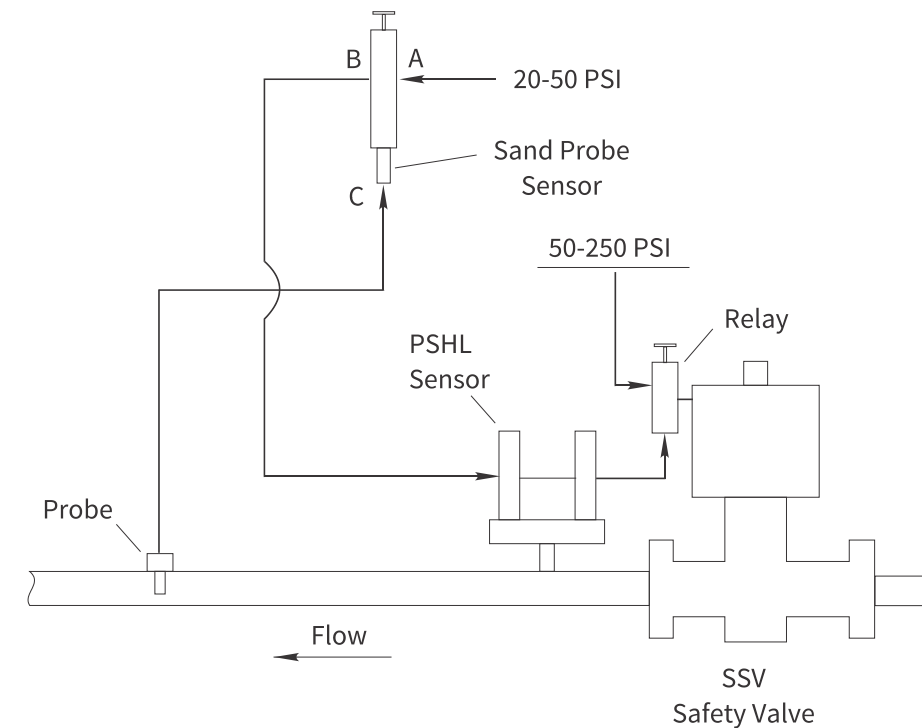 B
A
20-50 PSI
Sand Probe
Sensor
C
50-250 PSI
Relay
PSHL
Sensor
Probe
Flow
SSV
Safety Valve